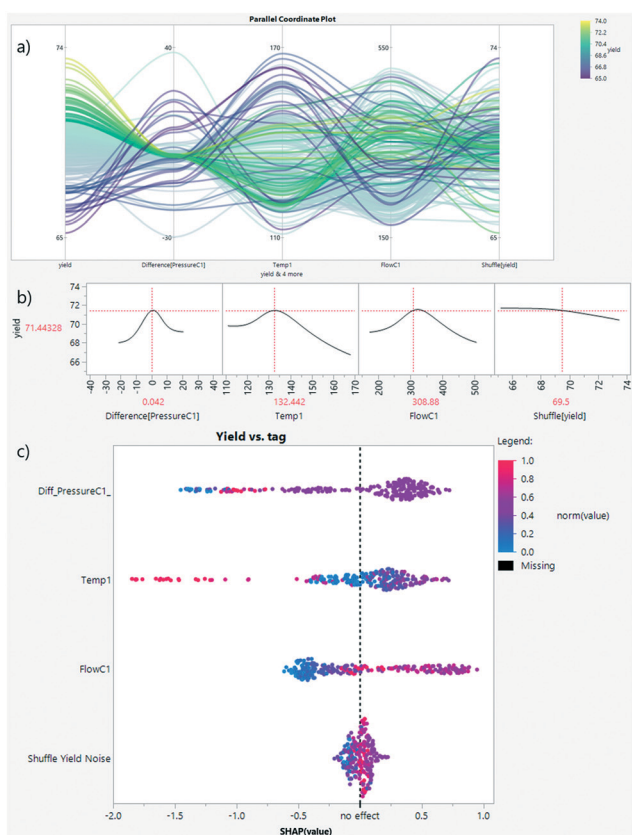 Parallel Coordinate Plot
a)
74 40 170 550 74
65 -30 110 150 65
yield Difference[PressureC1] Temp1 FlowC1 Shuffle[yield]
yield & 4 more
74.0
72.2
70.4 yield
68.6
66.8
65.0
b)
74
72
70
68
66
yield
71.44328
-40 -30 -20 -10 0 10 20 30 40
110 120 130 140 150 160 170
200 300 400 500
66 68 70 72 74
0.042 132.442 308.88 69.5
Difference[PressureC1] Temp1 FlowC1 Shuffle[yield]
c)
Yield vs. tag
Legend:
1.0
0.8
0.6
0.4
0.2
0.0
norm(value)
Missing
Diff_PressureC1_
Temp1
FlowC1
Shuffle Yield Noise
-2.0 -1.5 -1.0 -0.5 no effect 0.5 1.0
SHAP(value)